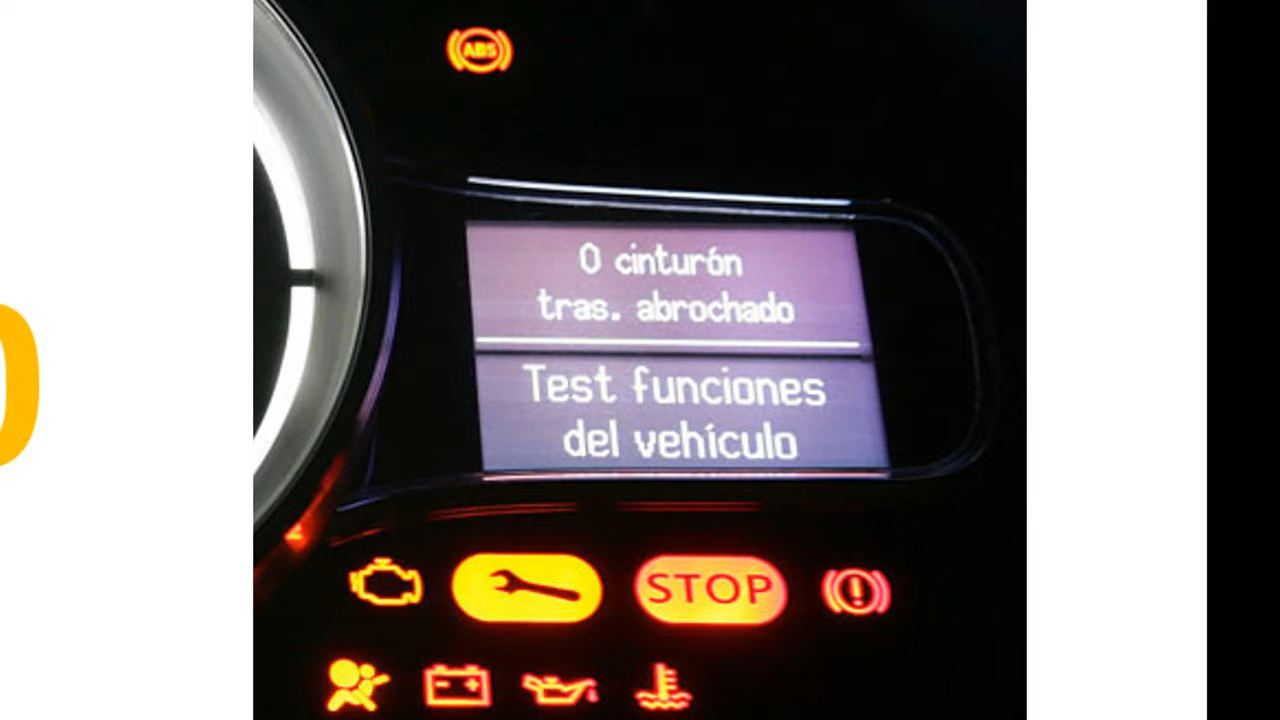 ABS
0 cinturón
tras. abrochado
Test funciones
del vehículo
STOP